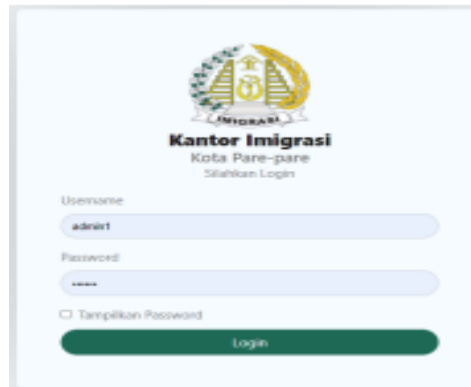 IMIGRASI
Kantor Imigrasi
Kota Pare-pare
Silahkan Login
Username
admin1
Password
Tampilkan Password
Login